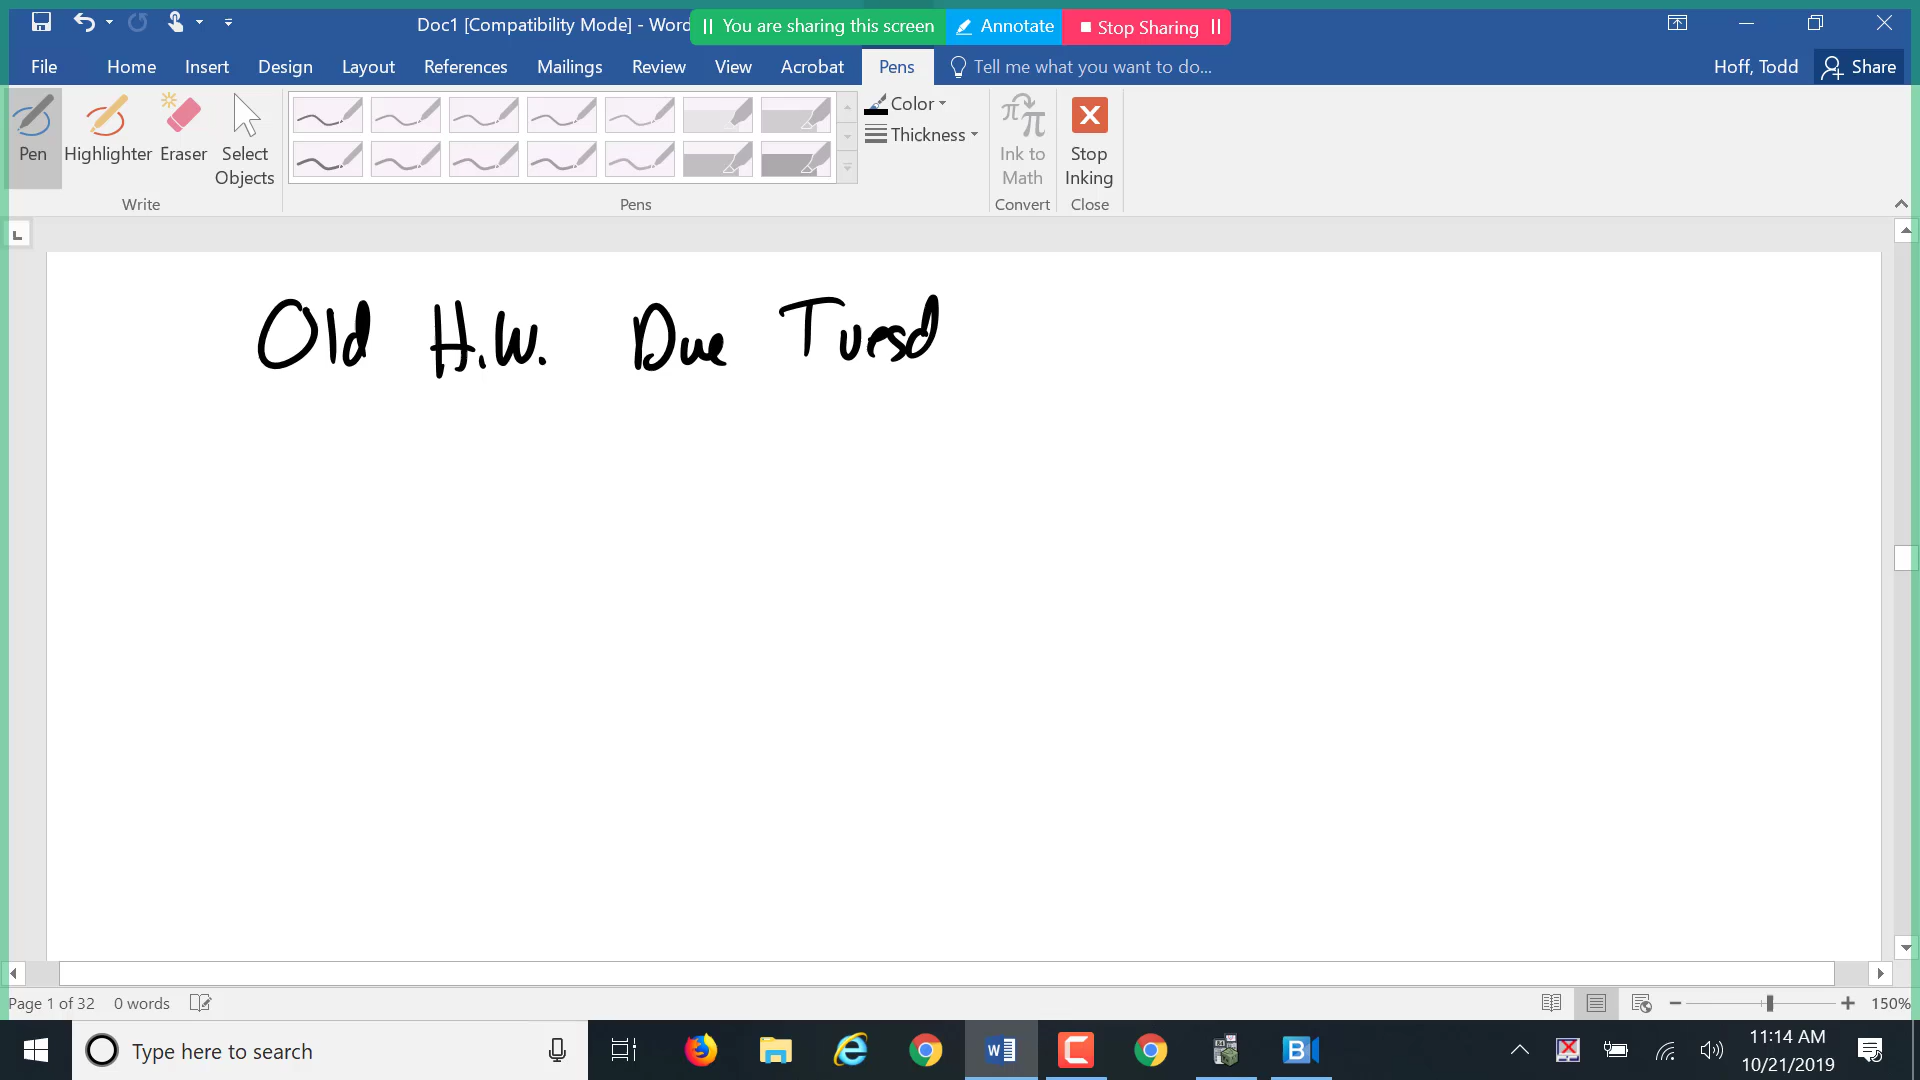 Doc1 [Compatibility Mode] - Word
You are sharing this screen
Annotate
Stop Sharing
File
Home
Insert
Design
Layout
References
Mailings
Review
View
Acrobat
Pens
Tell me what you want to do...
Hoff, Todd
Share
Pen
Highlighter
Eraser
Select
Objects
Color
Thickness
Ink to
Math
Stop
Inking
Write
Pens
Convert
Close
Old H.W. Due Tuesd
Page 1 of 32
0 words
150%
Type here to search
11:14 AM
10/21/2019